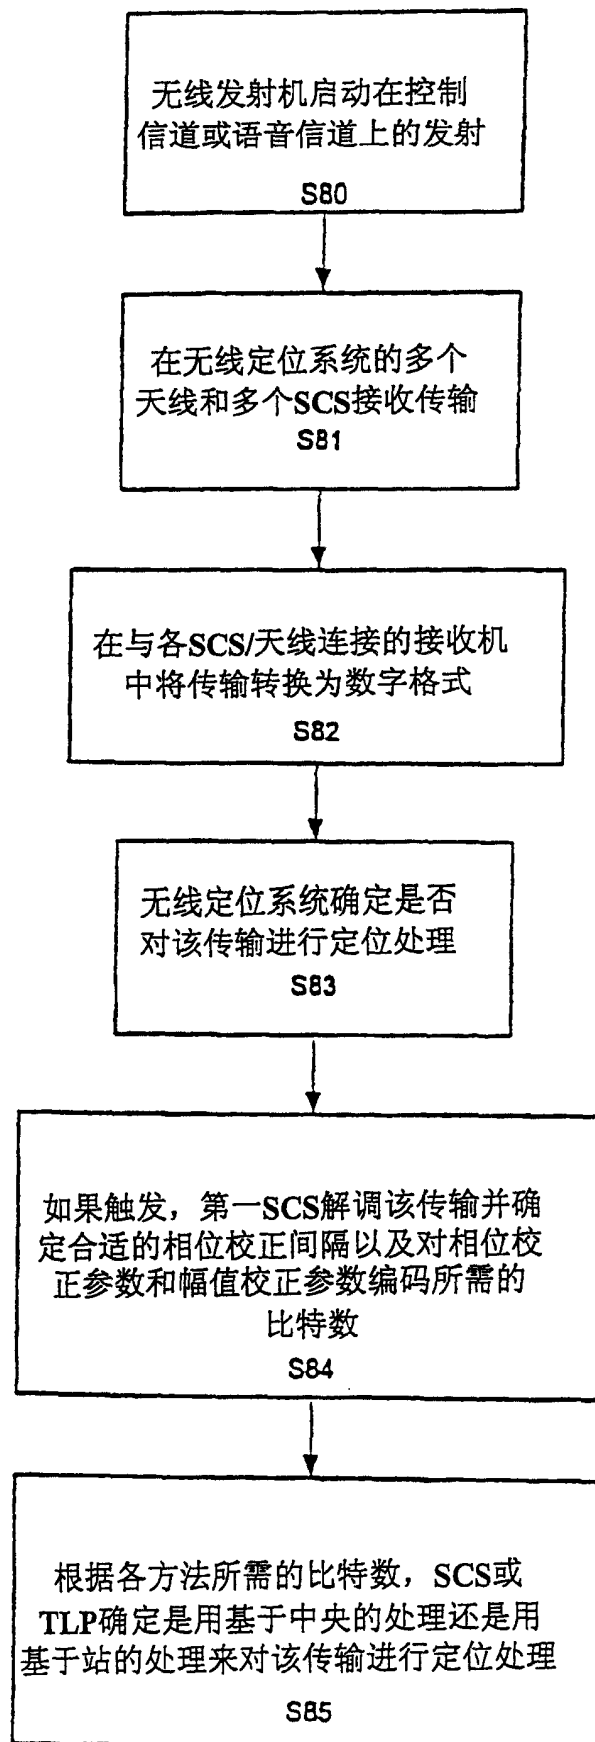 无线发射机启动在控制
信道或语音信道上的发射
S80
在无线定位系统的多个
天线和多个SCS接收传输
S81
在与各SCS/天线连接的接收机
中将传输转换为数字格式
S82
无线定位系统确定是否
对该传输进行定位处理
S83
如果触发，第一SCS解调该传输并确
定合适的相位校正间隔以及对相位校
正参数和幅值校正参数编码所需的
比特数
S84
根据各方法所需的比特数，SCS或
TLP确定是用基于中央的处理还是用
基于站的处理来对该传输进行定位处理
S85